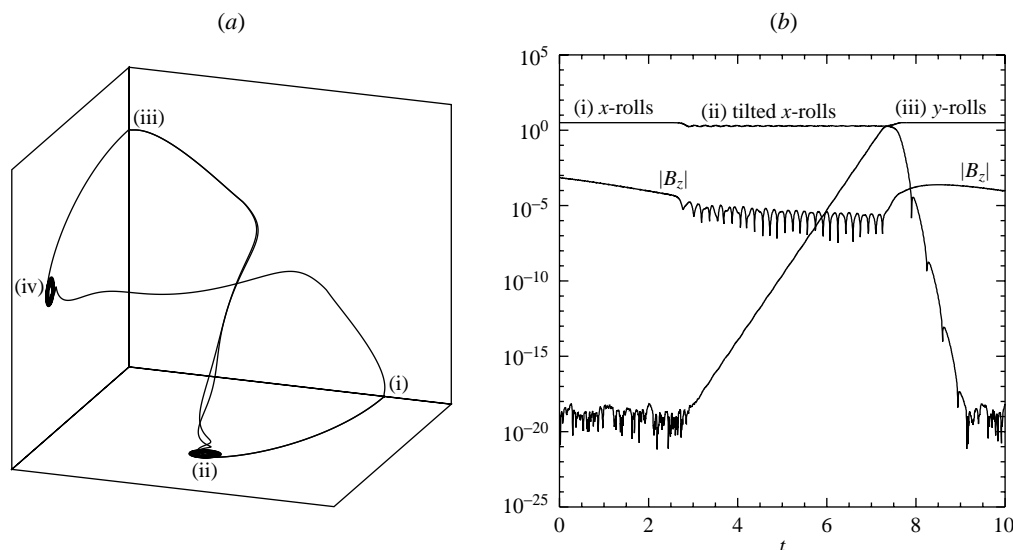 (a)
(iii)
(iv)
(i)
(ii)
(b)
10^5
10^0
10^−5
10^−10
10^−15
10^−20
10^−25
(i) x-rolls
(ii) tilted x-rolls
(iii) y-rolls
|B_z|
|B_z|
0 2 4 6 8 10
t